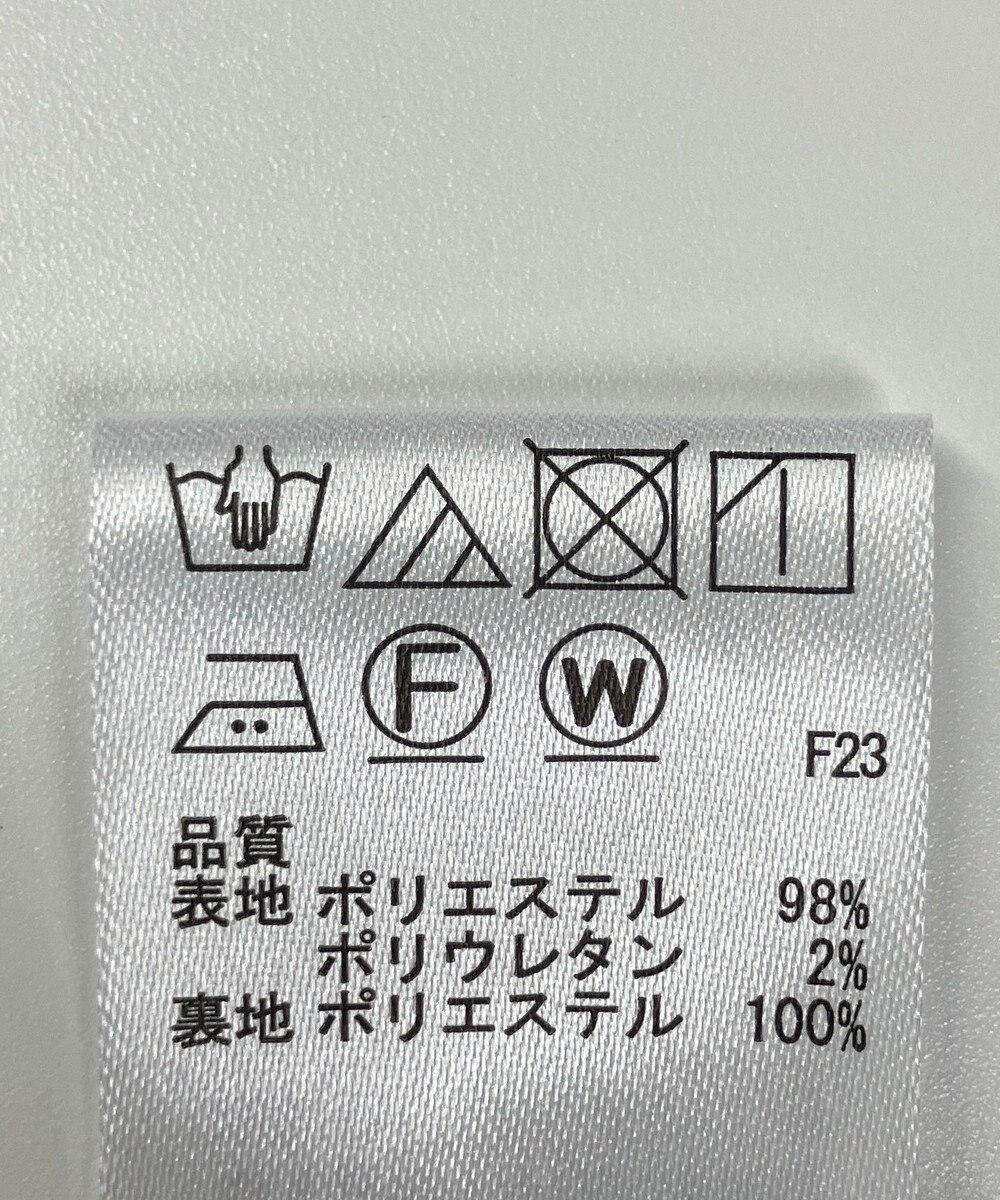 F W
F23
品質
表地 ポリエステル 98%
ポリウレタン 2%
裏地 ポリエステル 100%